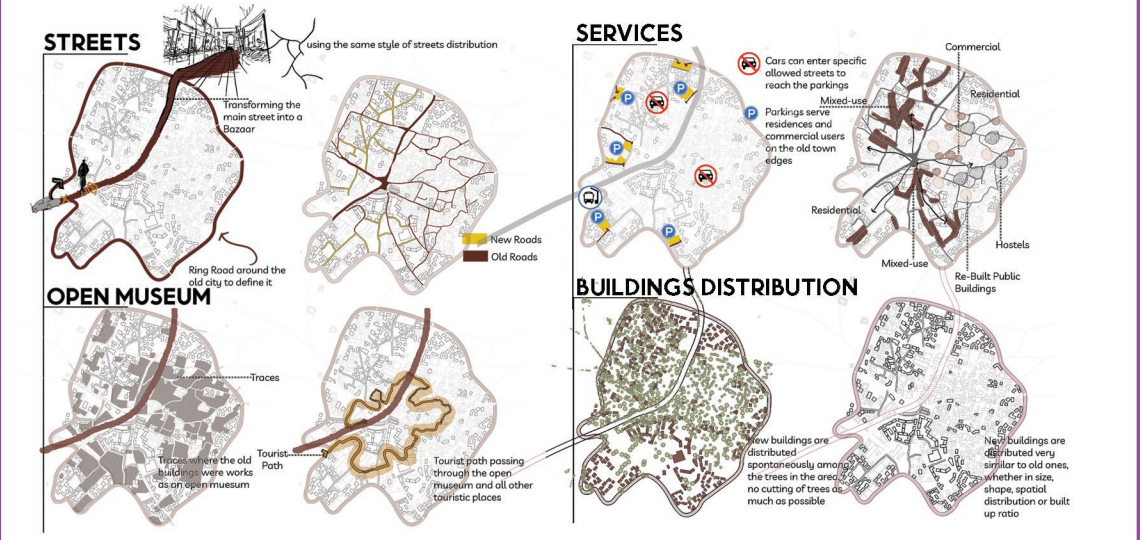 STREETS
using the same style of streets distribution
Transforming the
main street into a
Bazaar
Ring Road around the
old city to define it
New Roads
Old Roads
SERVICES
Cars can enter specific
allowed streets to
reach the parkings
Parkings serve
residences and
commercial users
on the old town
edges
P
P
P
P
P
P
Commercial
Residential
Mixed-use
Residential
Mixed-use
Hostels
Re-Built Public
Buildings
OPEN MUSEUM
Traces
Traces where the old
buildings were works
as an open museum
Tourist
Path
Tourist path passing
through the open
museum and all other
touristic places
BUILDINGS DISTRIBUTION
New buildings are
distributed
spontaneously among
the trees in the area,
no cutting of trees as
much as possible
New buildings are
distributed very
similar to old ones,
whether in size,
shape, spatial
distribution or built
up ratio